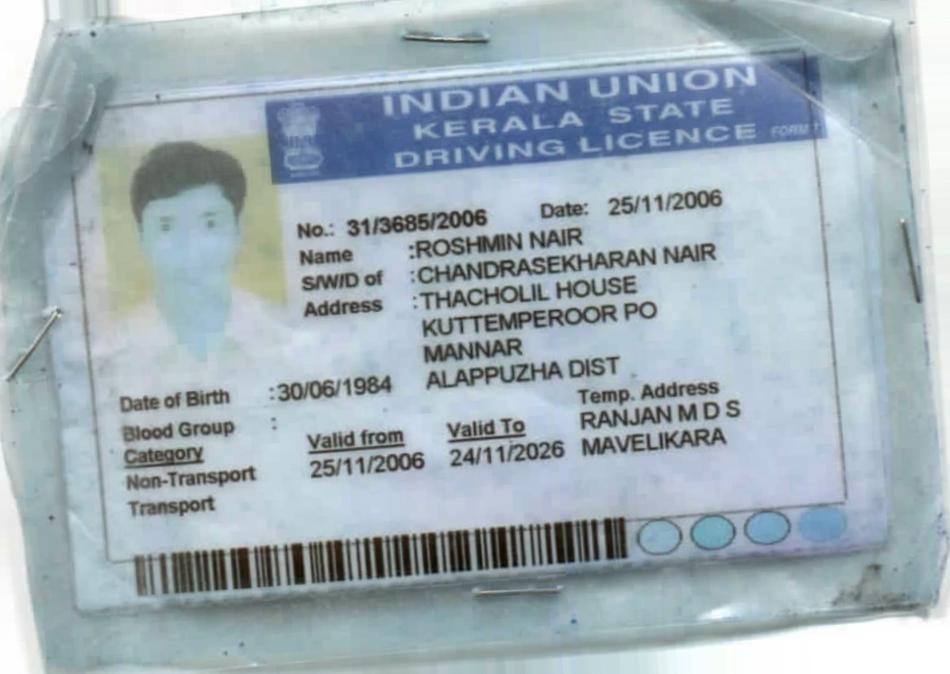 INDIAN UNION
KERALA STATE
DRIVING LICENCE FORM 7
No.: 31/3685/2006 Date: 25/11/2006
Name :ROSHMIN NAIR
S/W/D of :CHANDRASEKHARAN NAIR
Address :THACHOLIL HOUSE
KUTTEMPEROOR PO
MANNAR
ALAPPUZHA DIST
Date of Birth :30/06/1984
Blood Group :
Temp. Address
RANJAN M D S
MAVELIKARA
Category Valid from Valid To
Non-Transport 25/11/2006 24/11/2026
Transport